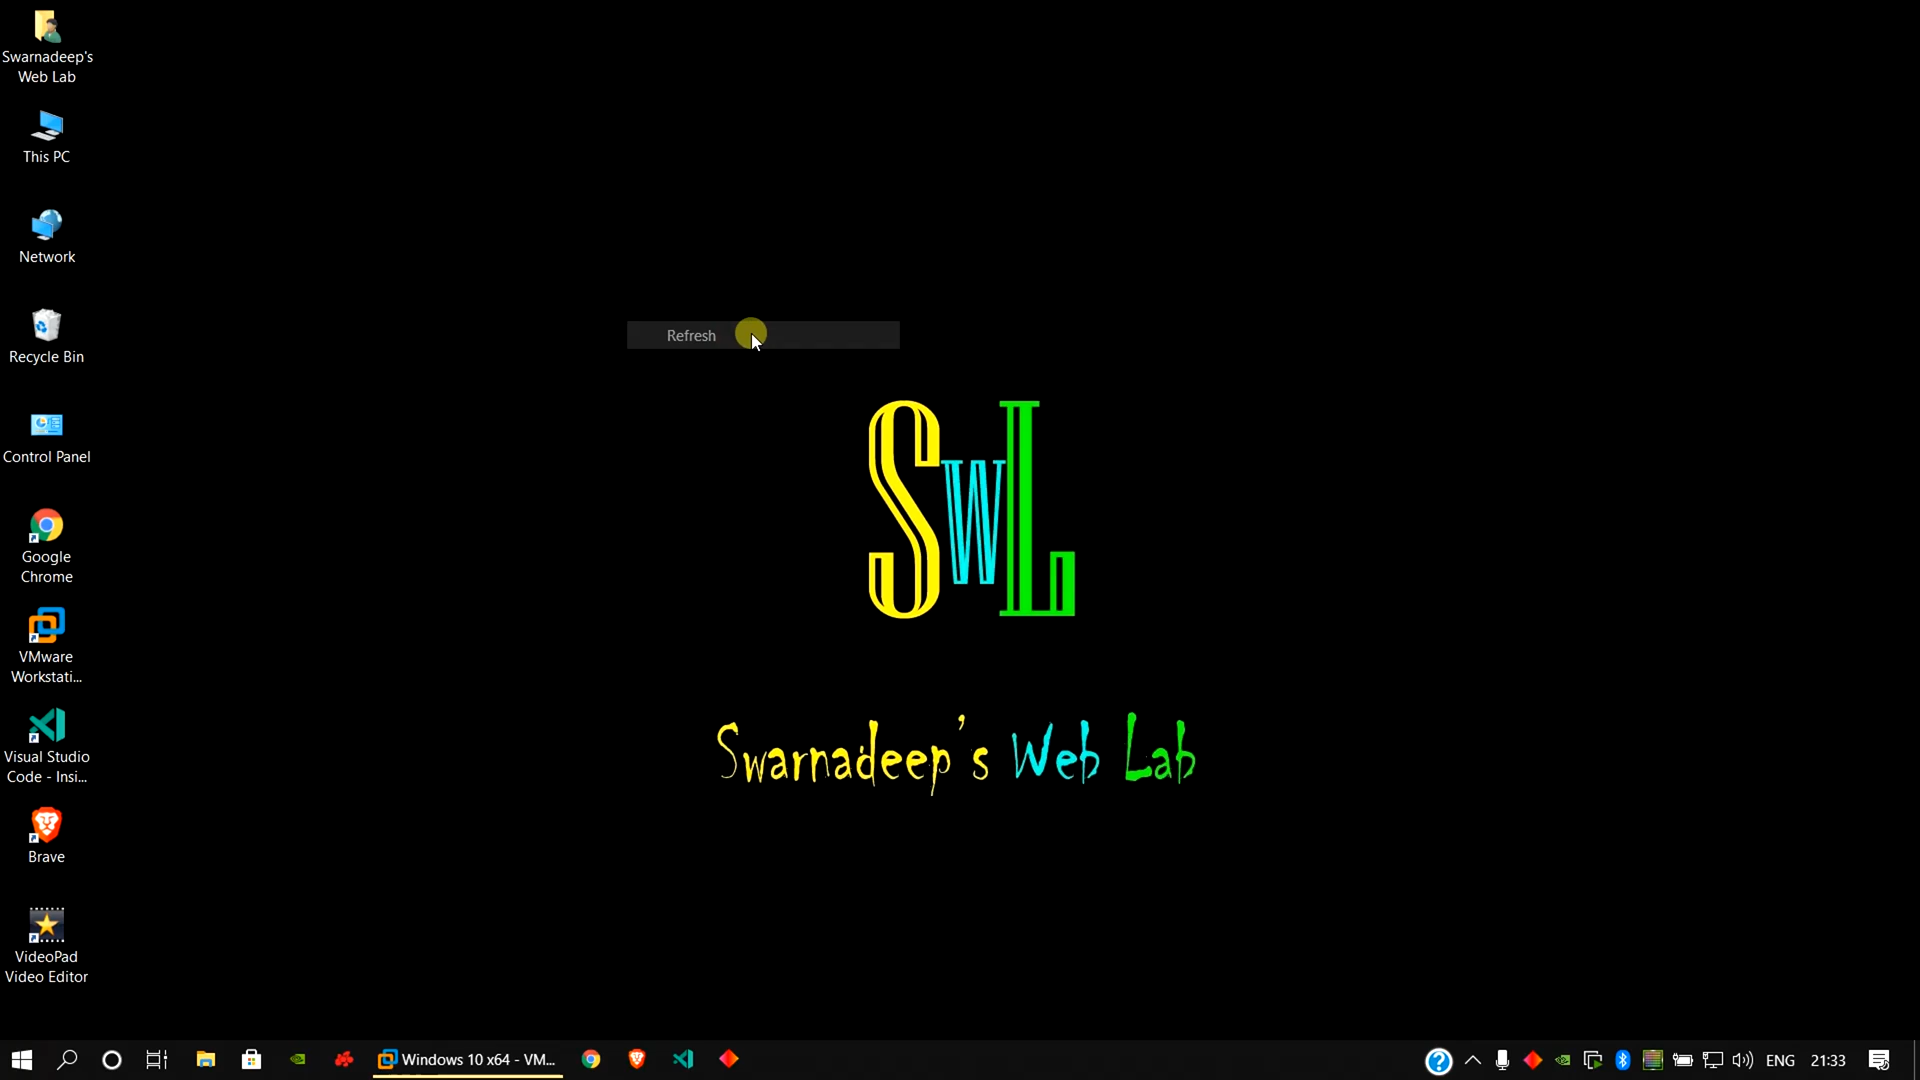 Swarnadeep's
Web Lab
This PC
Network
Recycle Bin
Control Panel
Google
Chrome
VMware
Workstati...
Visual Studio
Code - Insi...
Brave
VideoPad
Video Editor
Refresh
SwL
Swarnadeep's Web Lab
Windows 10 x64 - VM...
ENG
21:33